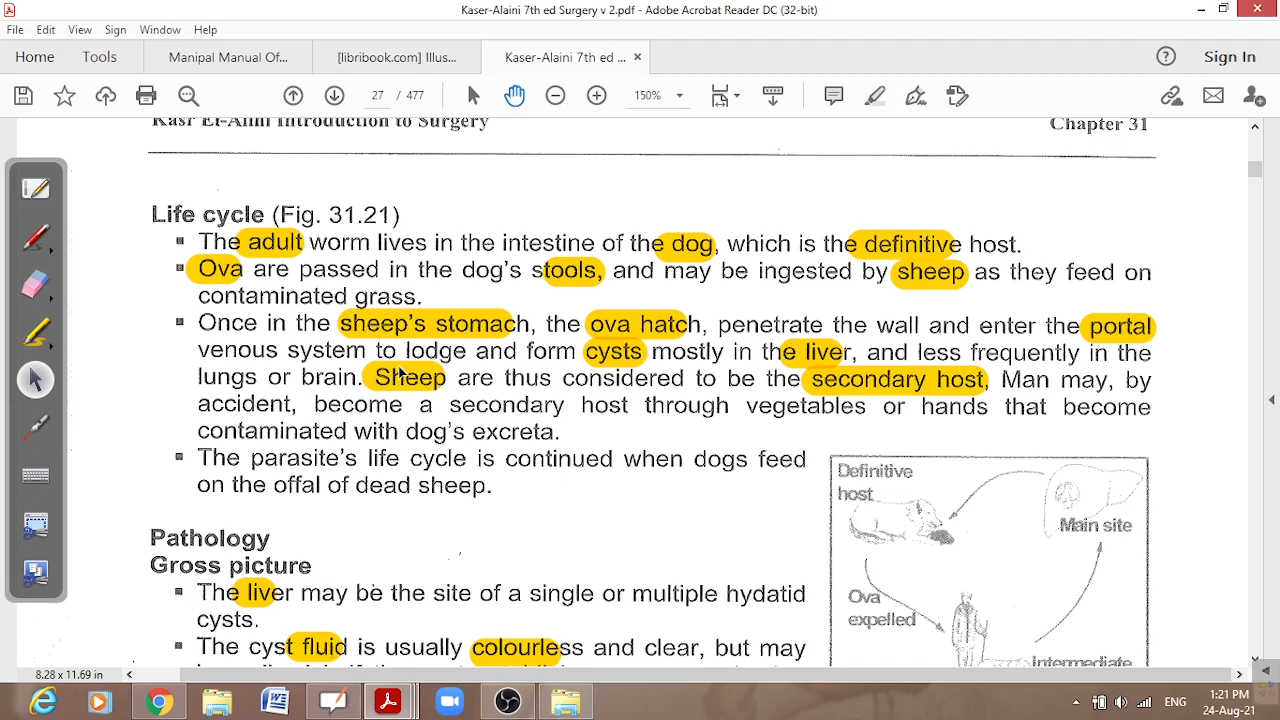 Kaser-Alaini 7th ed Surgery v 2.pdf - Adobe Acrobat Reader DC (32-bit)
File Edit View Sign Window Help
Home Tools Manipal Manual Of... [libribook.com] Illus... Kaser-Alaini 7th ed ... × ? Sign In
27 / 477 150%
Kasr El-Aini Introduction to Surgery Chapter 31
Life cycle (Fig. 31.21)
The adult worm lives in the intestine of the dog, which is the definitive host.
Ova are passed in the dog's stools, and may be ingested by sheep as they feed on
contaminated grass.
Once in the sheep's stomach, the ova hatch, penetrate the wall and enter the portal
venous system to lodge and form cysts mostly in the liver, and less frequently in the
lungs or brain. Sheep are thus considered to be the secondary host, Man may, by
accident, become a secondary host through vegetables or hands that become
contaminated with dog's excreta.
The parasite's life cycle is continued when dogs feed
on the offal of dead sheep.
Definitive
host
Main site
Ova
expelled
Intermediate
Pathology
Gross picture
The liver may be the site of a single or multiple hydatid
cysts.
The cyst fluid is usually colourless and clear, but may
8.28 x 11.69 in
ENG
1:21 PM
24-Aug-21